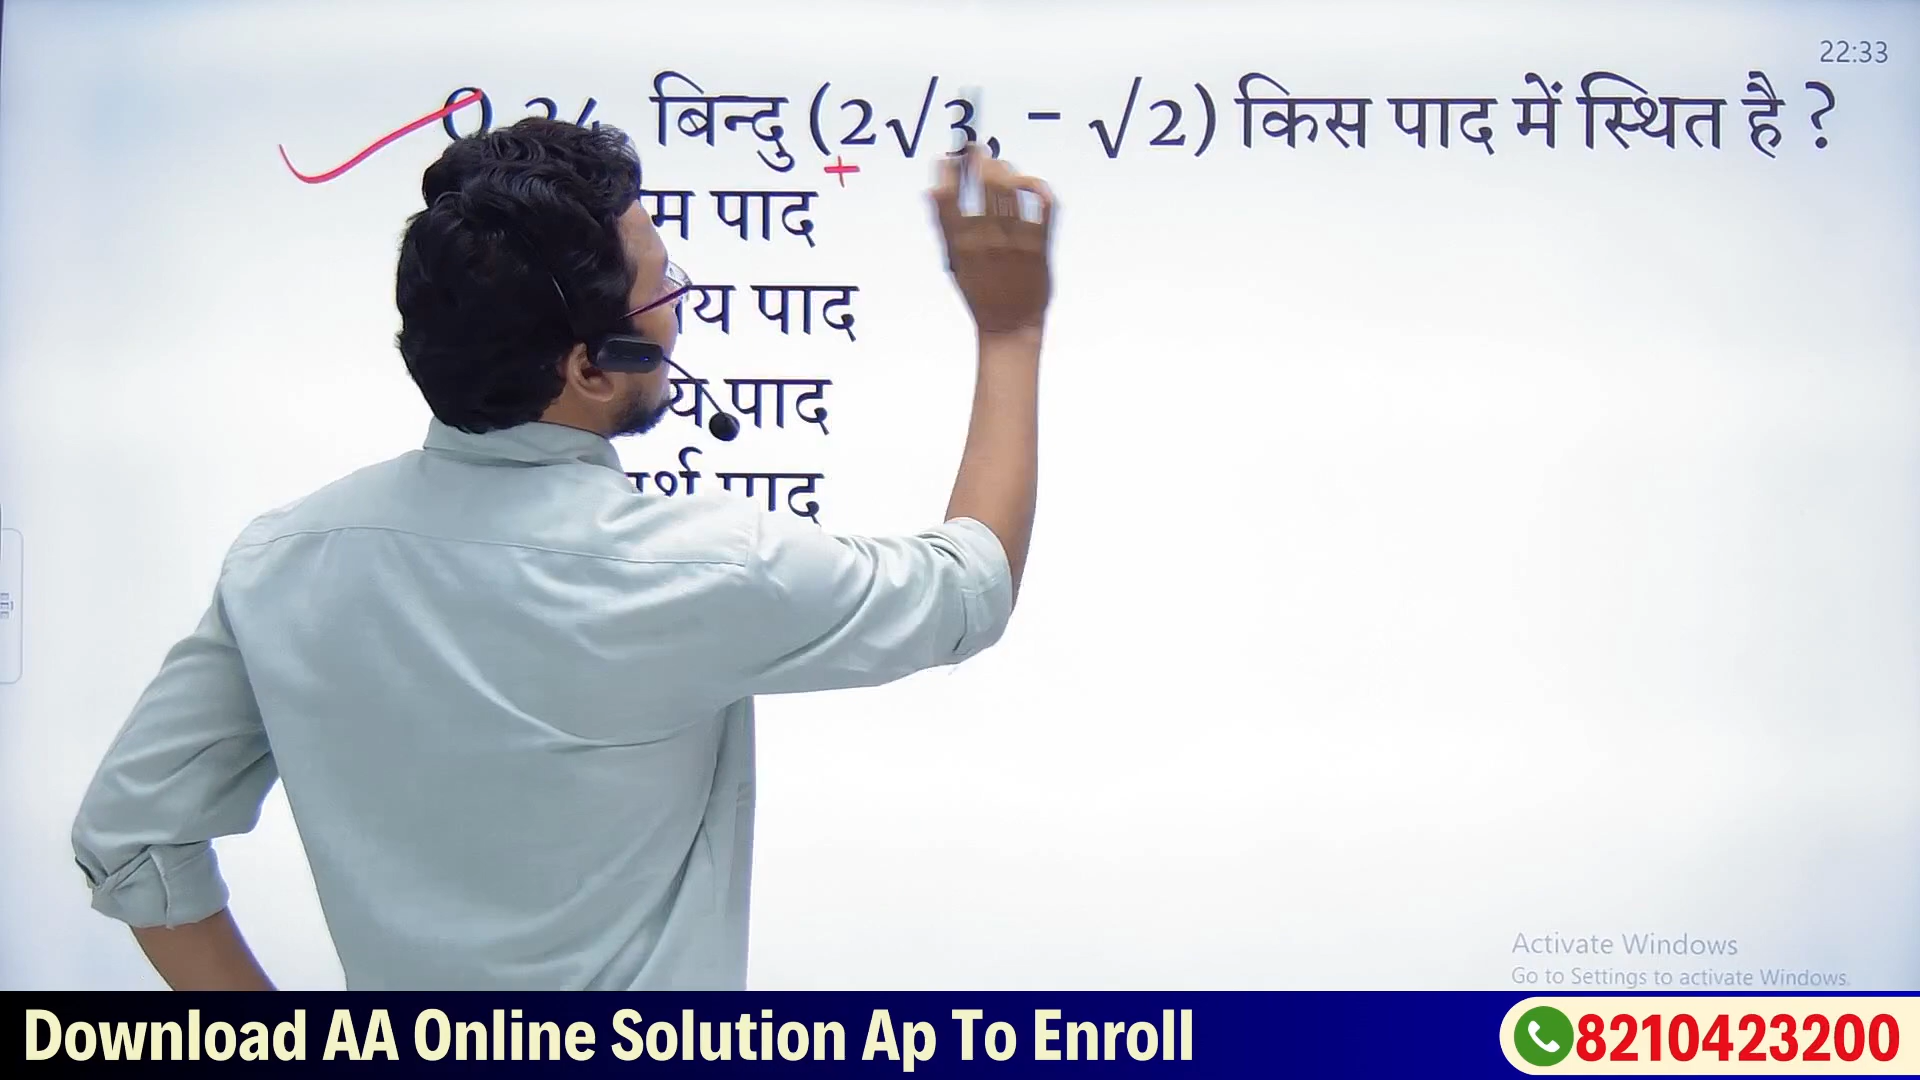 22:33
बिन्दु (2√3, - √2) किस पाद में स्थित है ?
+
पाद
पाद
पाद
पाद
Activate Windows
Go to Settings to activate Windows.
Download AA Online Solution Ap To Enroll
8210423200